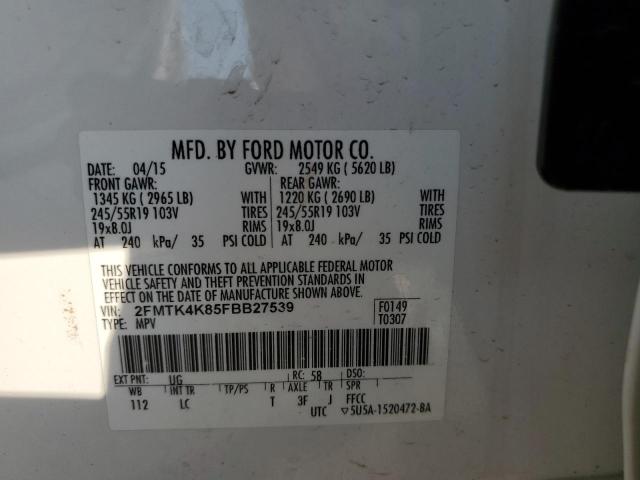 MFD. BY FORD MOTOR CO.
DATE: 04/15 GVWR: 2549 KG ( 5620 LB)
FRONT GAWR: REAR GAWR:
1345 KG ( 2965 LB) WITH 1220 KG ( 2690 LB) WITH
245/55R19 103V TIRES 245/55R19 103V TIRES
19x8.0J RIMS 19x8.0J RIMS
AT 240 kPa/ 35 PSI COLD AT 240 kPa/ 35 PSI COLD
THIS VEHICLE CONFORMS TO ALL APPLICABLE FEDERAL MOTOR
VEHICLE SAFETY AND THEFT PREVENTION STANDARDS IN
EFFECT ON THE DATE OF MANUFACTURE SHOWN ABOVE.
VIN: 2FMTK4K85FBB27539 F0149
TYPE: MPV T0307
EXT PNT: UG RC: 58 DSO:
WB INT TR TP/PS R AXLE TR SPR
112 LC T 3F J FFCC
UTC ▽5U5A-1520472-BA